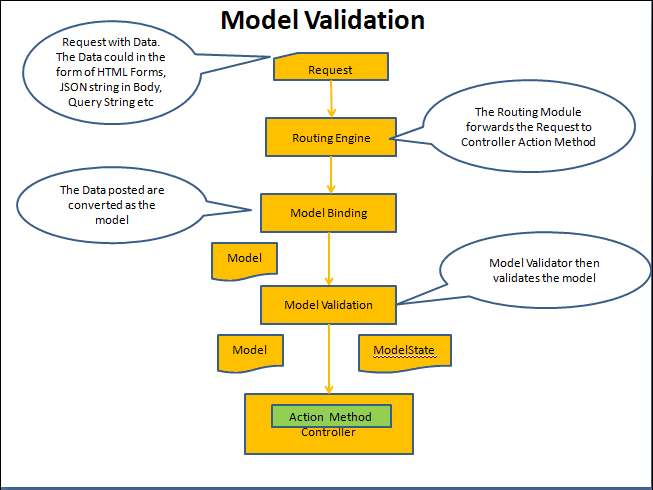 Model Validation
Request with Data.
The Data could in the
form of HTML Forms,
JSON string in Body,
Query String etc
Request
Routing Engine
The Routing Module
forwards the Request to
Controller Action Method
The Data posted are
converted as the
model
Model Binding
Model
Model Validator then
validates the model
Model Validation
Model
ModelState
Action Method
Controller